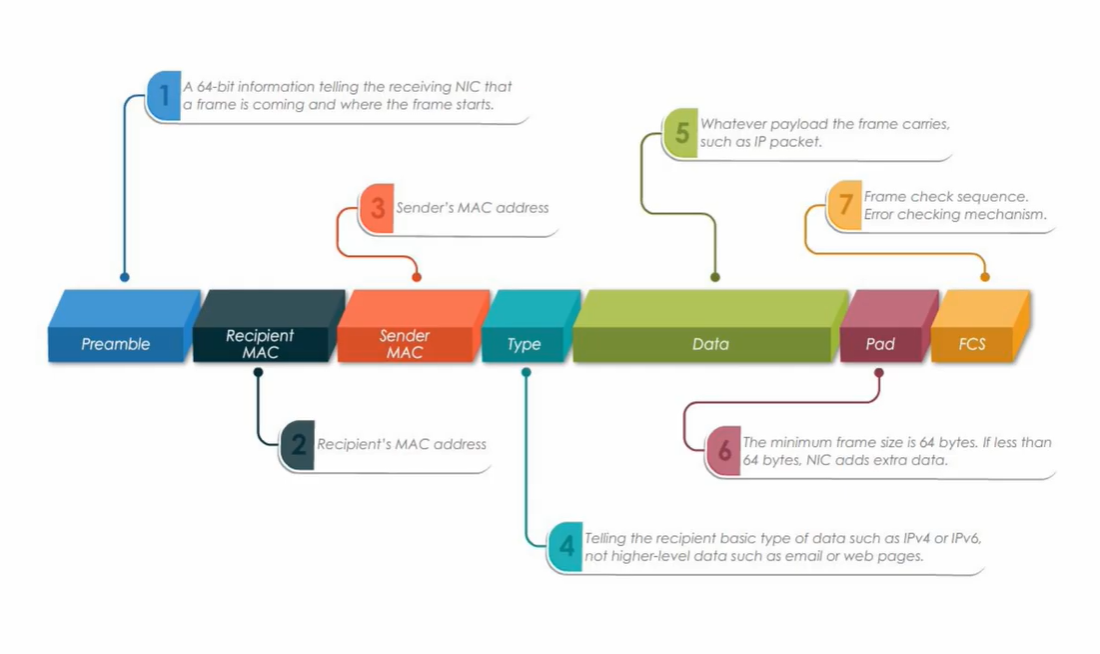 1
A 64-bit information telling the receiving NIC that
a frame is coming and where the frame starts.
5
Whatever payload the frame carries,
such as IP packet.
3
Sender's MAC address
7
Frame check sequence.
Error checking mechanism.
Preamble
Recipient
MAC
Sender
MAC
Type
Data
Pad
FCS
2
Recipient's MAC address
6
The minimum frame size is 64 bytes. If less than
64 bytes, NIC adds extra data.
4
Telling the recipient basic type of data such as IPv4 or IPv6,
not higher-level data such as email or web pages.